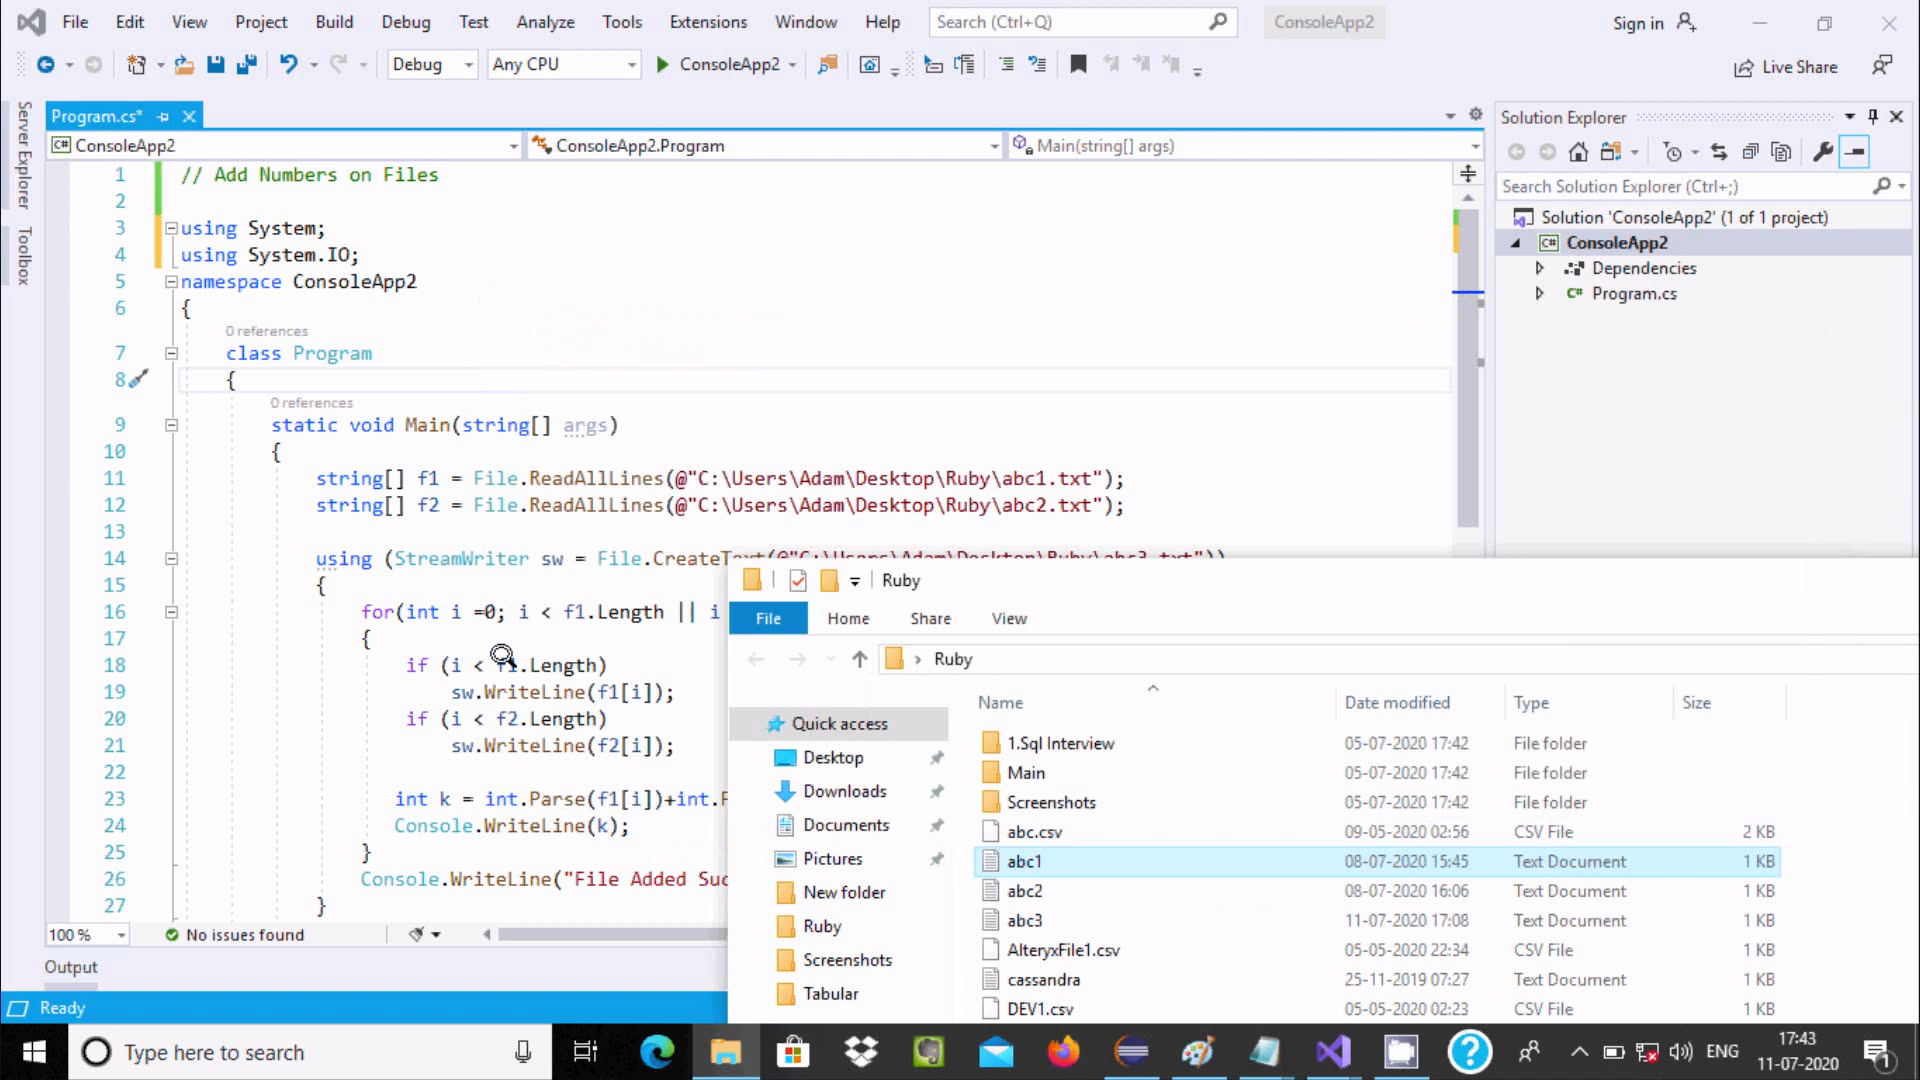 File Edit View Project Build Debug Test Analyze Tools Extensions Window Help Search (Ctrl+Q) ConsoleApp2 Sign in
Debug Any CPU ConsoleApp2 Live Share
Server Explorer
Toolbox
Program.cs*
ConsoleApp2 ConsoleApp2.Program Main(string[] args)
1 // Add Numbers on Files
2
3 using System;
4 using System.IO;
5 namespace ConsoleApp2
6 {
0 references
7 class Program
8 {
0 references
9 static void Main(string[] args)
10 {
11 string[] f1 = File.ReadAllLines(@"C:\Users\Adam\Desktop\Ruby\abc1.txt");
12 string[] f2 = File.ReadAllLines(@"C:\Users\Adam\Desktop\Ruby\abc2.txt");
13
14 using (StreamWriter sw = File.CreateText(@"C:\Users\Adam\Desktop\Ruby\abc3.txt"))
15 {
16 for(int i =0; i < f1.Length || i
17 {
18 if (i < f1.Length)
19 sw.WriteLine(f1[i]);
20 if (i < f2.Length)
21 sw.WriteLine(f2[i]);
22
23 int k = int.Parse(f1[i])+int.
24 Console.WriteLine(k);
25 }
26 Console.WriteLine("File Added
27 }
100 % No issues found
Output
Ready
Solution Explorer
Search Solution Explorer (Ctrl+;)
Solution 'ConsoleApp2' (1 of 1 project)
ConsoleApp2
Dependencies
Program.cs
Ruby
File Home Share View
Ruby
Name Date modified Type Size
Quick access
Desktop
Downloads
Documents
Pictures
New folder
Ruby
Screenshots
Tabular
1.Sql Interview 05-07-2020 17:42 File folder
Main 05-07-2020 17:42 File folder
Screenshots 05-07-2020 17:42 File folder
abc.csv 09-05-2020 02:56 CSV File 2 KB
abc1 08-07-2020 15:45 Text Document 1 KB
abc2 08-07-2020 16:06 Text Document 1 KB
abc3 11-07-2020 17:08 Text Document 1 KB
AlteryxFile1.csv 05-05-2020 22:34 CSV File 1 KB
cassandra 25-11-2019 07:27 Text Document 1 KB
DEV1.csv 05-05-2020 02:23 CSV File 1 KB
Type here to search
ENG
17:43
11-07-2020
1